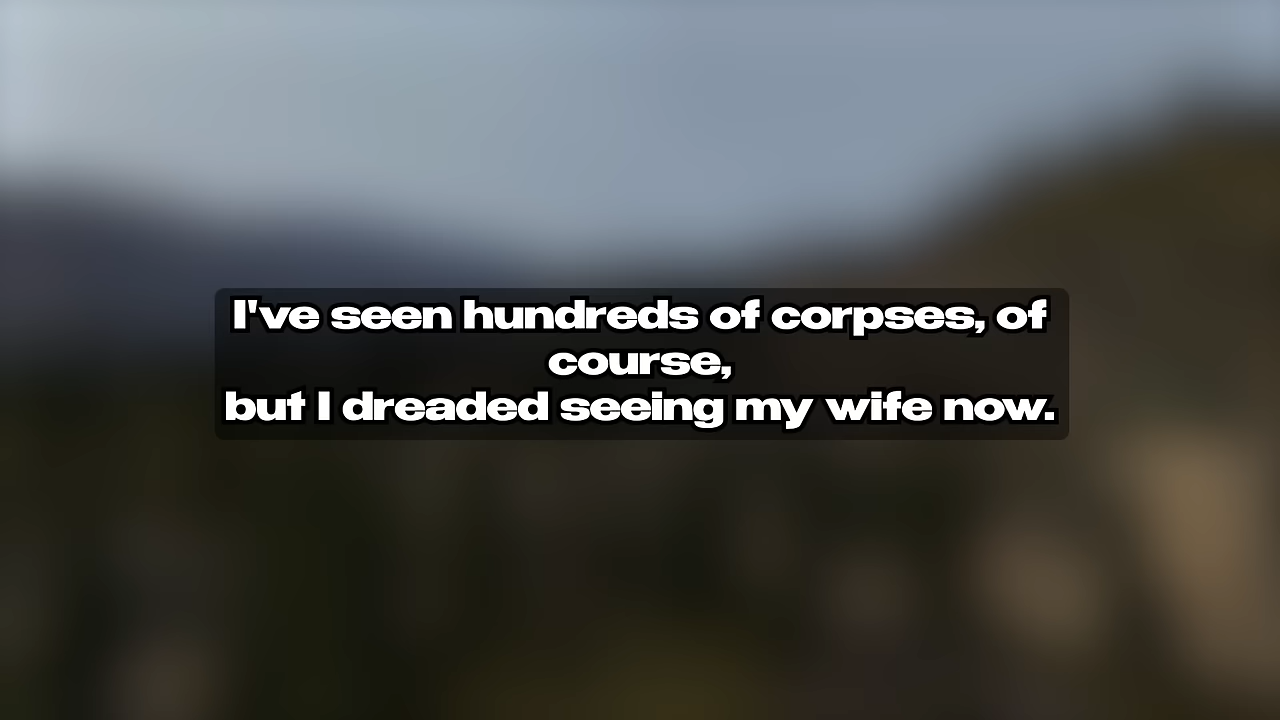 I've seen hundreds of corpses, of
course,
but I dreaded seeing my wife now.